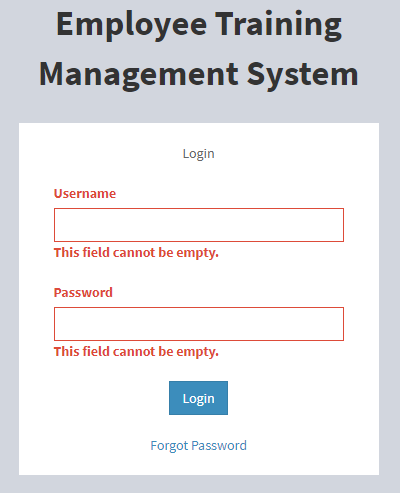 Employee Training
Management System
Login
Username
This field cannot be empty.
Password
This field cannot be empty.
Login
Forgot Password